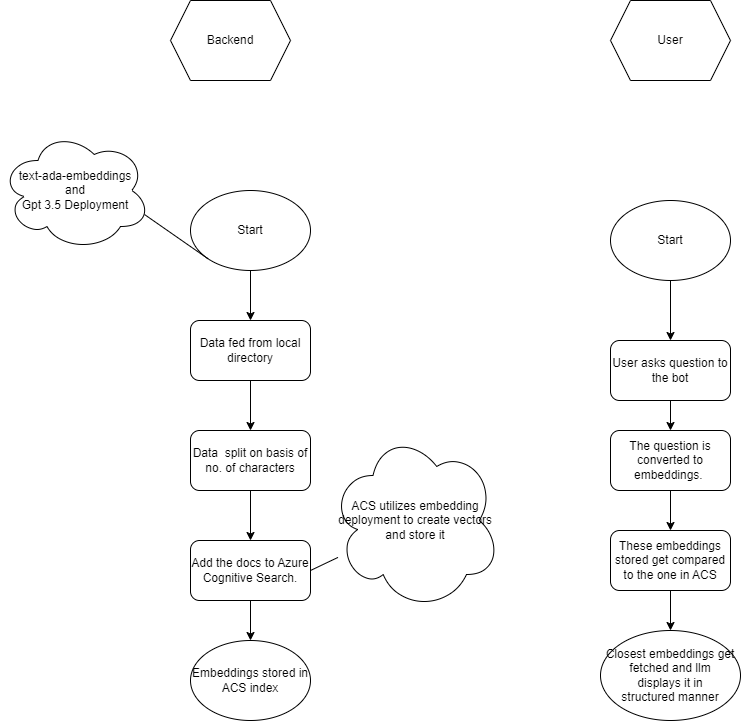 Backend
User
text-ada-embeddings
and
Gpt 3.5 Deployment
Start
Start
Data fed from local
directory
User asks question to
the bot
Data split on basis of
no. of characters
The question is
converted to
embeddings.
ACS utilizes embedding
deployment to create vectors
and store it
Add the docs to Azure
Cognitive Search.
These embeddings
stored get compared
to the one in ACS
Embeddings stored in
ACS index
Closest embeddings get
fetched and llm
displays it in
structured manner